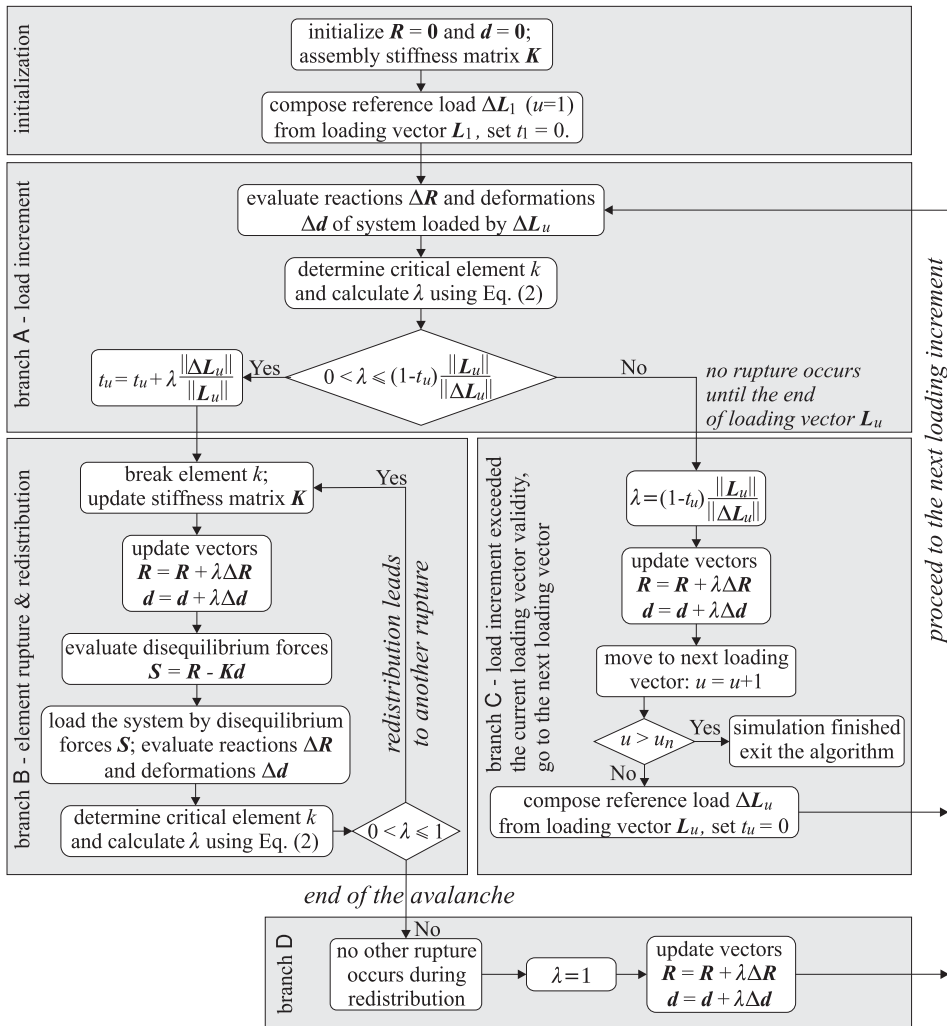 initialization
initialize R = 0 and d = 0;
assembly stiffness matrix K
compose reference load ΔL₁ (u=1)
from loading vector L₁, set t₁ = 0.
branch A - load increment
evaluate reactions ΔR and deformations
Δd of system loaded by ΔLᵤ
determine critical element k
and calculate λ using Eq. (2)
0 < λ ⩽ (1-tᵤ) ||Lᵤ|| / ||ΔLᵤ||
Yes
tᵤ = tᵤ + λ ||ΔLᵤ|| / ||Lᵤ||
No
no rupture occurs
until the end
of loading vector Lᵤ
proceed to the next loading increment
branch B - element rupture & redistribution
break element k;
update stiffness matrix K
Yes
update vectors
R = R + λΔR
d = d + λΔd
evaluate disequilibrium forces
S = R - Kd
load the system by disequilibrium
forces S; evaluate reactions ΔR
and deformations Δd
determine critical element k
and calculate λ using Eq. (2)
0 < λ ⩽ 1
redistribution leads
to another rupture
branch C - load increment exceeded
the current loading vector validity,
go to the next loading vector
λ=(1-tᵤ) ||Lᵤ|| / ||ΔLᵤ||
update vectors
R = R + λΔR
d = d + λΔd
move to next loading
vector: u = u+1
u > uₙ
Yes
simulation finished
exit the algorithm
No
compose reference load ΔLᵤ
from loading vector Lᵤ, set tᵤ = 0
end of the avalanche
No
branch D
no other rupture
occurs during
redistribution
λ=1
update vectors
R = R + λΔR
d = d + λΔd